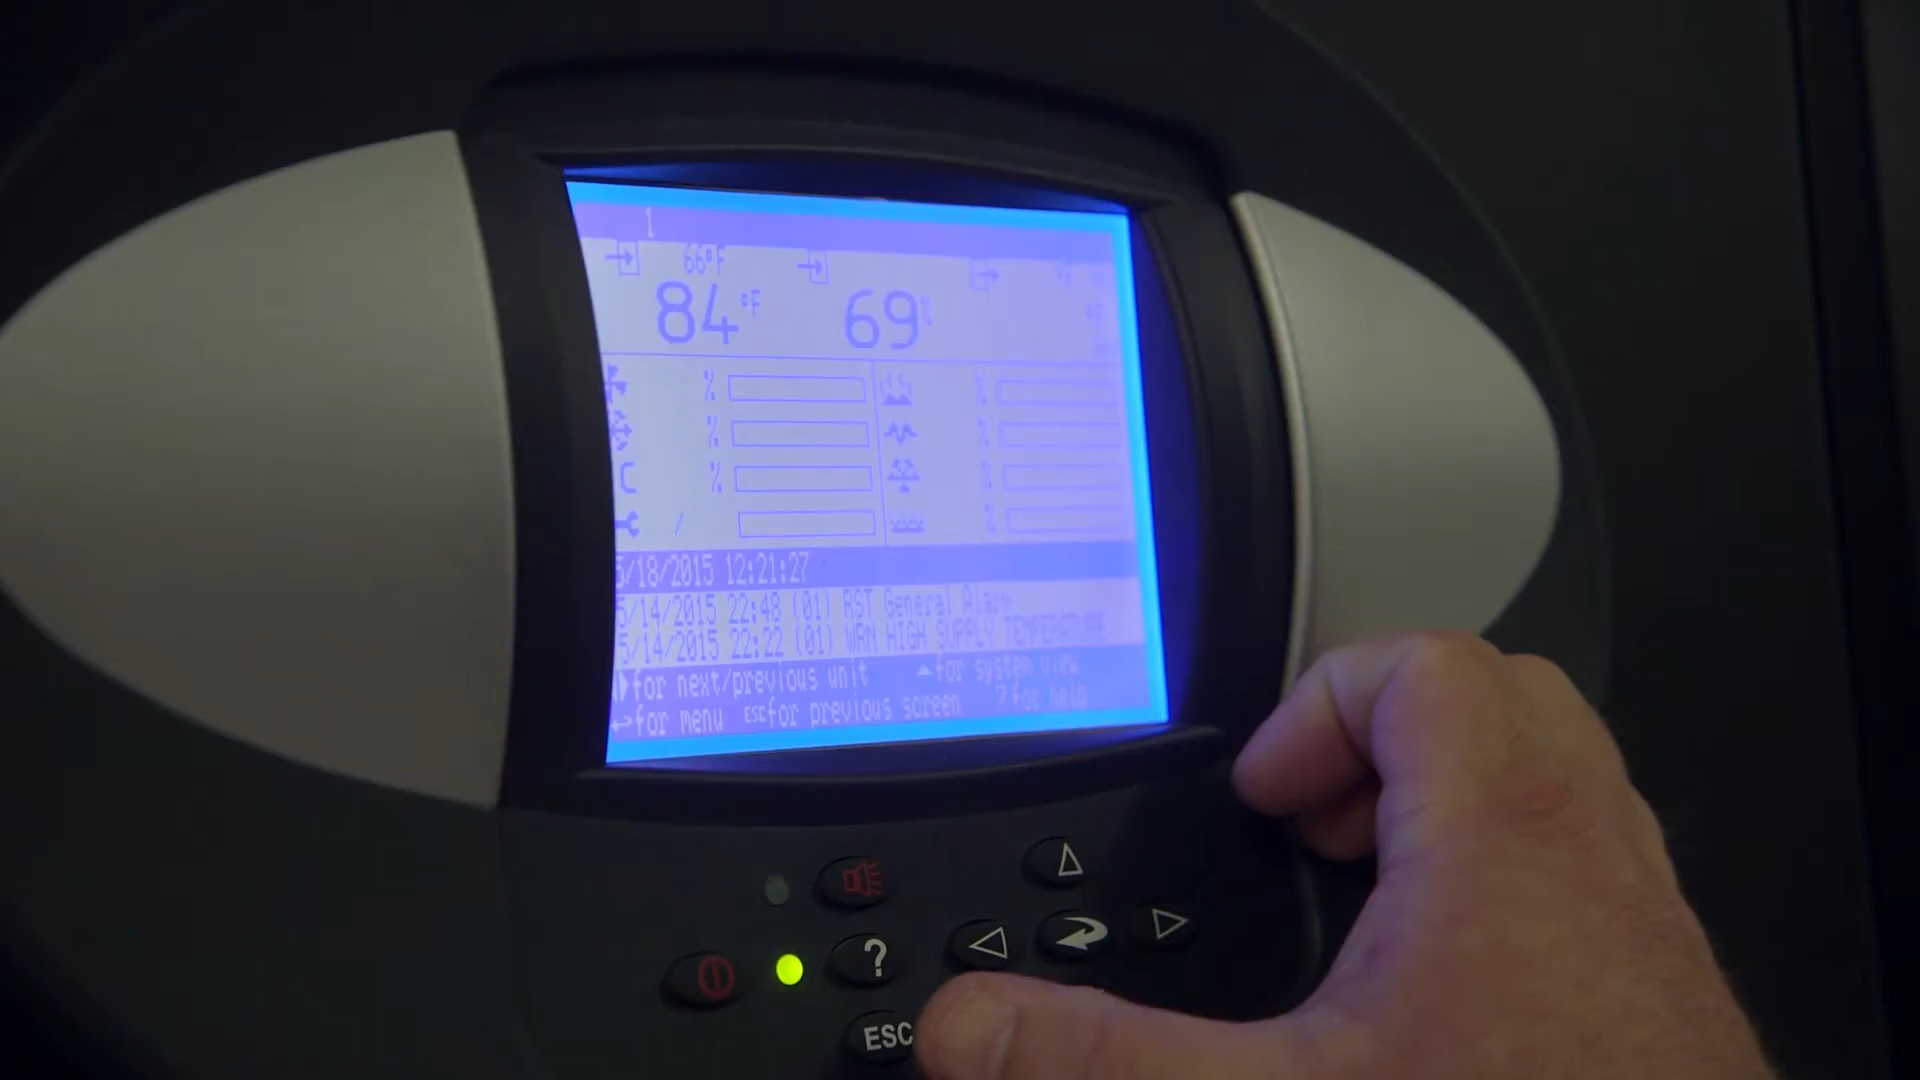 1
66°F
84°F 69%
°F
°F
% %
% %
C % %
/ %
5/18/2015 12:21:27
5/14/2015 22:48 (01) RST General Alarm
5/14/2015 22:22 (01) WRN HIGH SUPPLY TEMPERATURE
for next/previous unit for system view
for menu ESC for previous screen ? for help
?
ESC